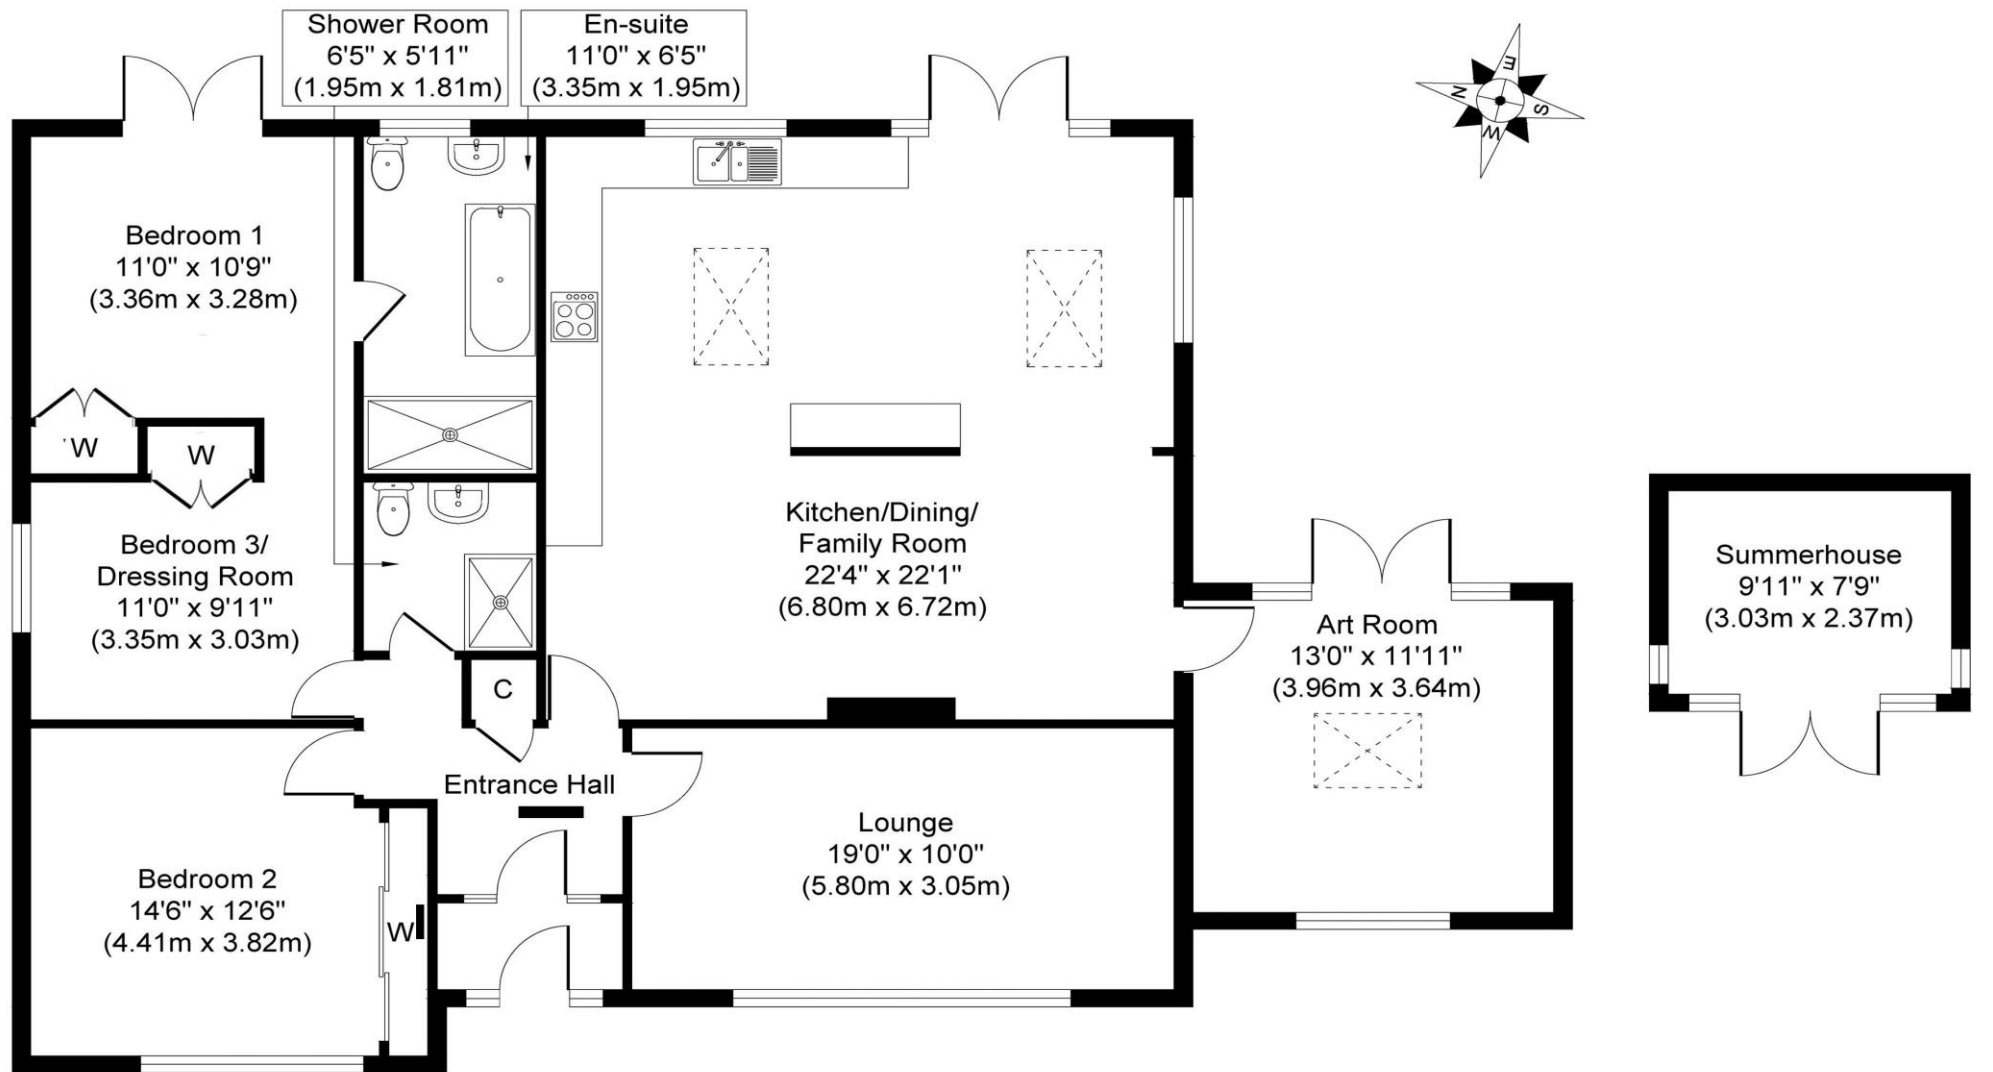 Shower Room
6'5" x 5'11"
(1.95m x 1.81m)
En-suite
11'0" x 6'5"
(3.35m x 1.95m)
E
N
S
W
Bedroom 1
11'0" x 10'9"
(3.36m x 3.28m)
W
W
Bedroom 3/
Dressing Room
11'0" x 9'11"
(3.35m x 3.03m)
Kitchen/Dining/
Family Room
22'4" x 22'1"
(6.80m x 6.72m)
Summerhouse
9'11" x 7'9"
(3.03m x 2.37m)
Art Room
13'0" x 11'11"
(3.96m x 3.64m)
C
Entrance Hall
Lounge
19'0" x 10'0"
(5.80m x 3.05m)
Bedroom 2
14'6" x 12'6"
(4.41m x 3.82m)
W